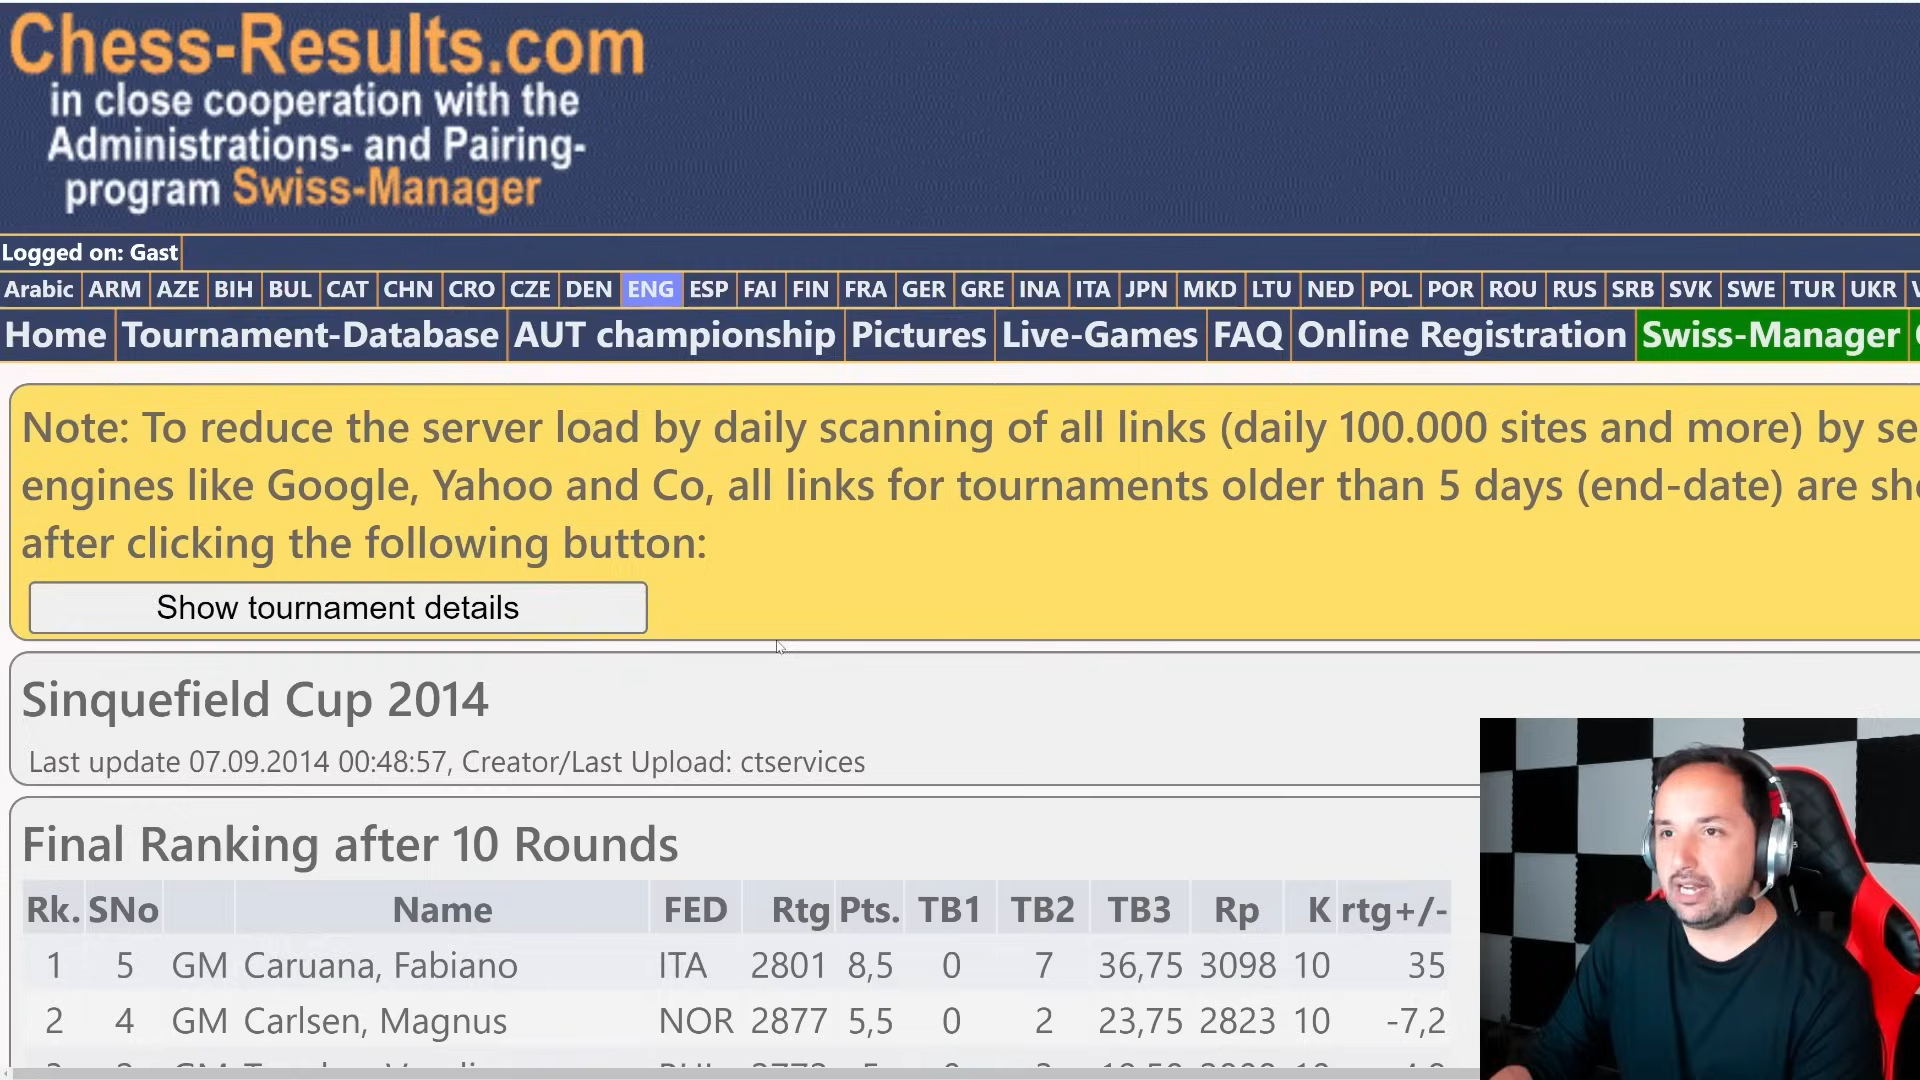 Chess-Results.com
in close cooperation with the
Administrations- and Pairing-
program Swiss-Manager
Logged on: Gast
Arabic ARM AZE BIH BUL CAT CHN CRO CZE DEN ENG ESP FAI FIN FRA GER GRE INA ITA JPN MKD LTU NED POL POR ROU RUS SRB SVK SWE TUR UKR
Home Tournament-Database AUT championship Pictures Live-Games FAQ Online Registration Swiss-Manager
Note: To reduce the server load by daily scanning of all links (daily 100.000 sites and more) by se
engines like Google, Yahoo and Co, all links for tournaments older than 5 days (end-date) are sh
after clicking the following button:
Show tournament details
Sinquefield Cup 2014
Last update 07.09.2014 00:48:57, Creator/Last Upload: ctservices
Final Ranking after 10 Rounds
Rk. SNo Name FED Rtg Pts. TB1 TB2 TB3 Rp K rtg+/-
1 5 GM Caruana, Fabiano ITA 2801 8,5 0 7 36,75 3098 10 35
2 4 GM Carlsen, Magnus NOR 2877 5,5 0 2 23,75 2823 10 -7,2